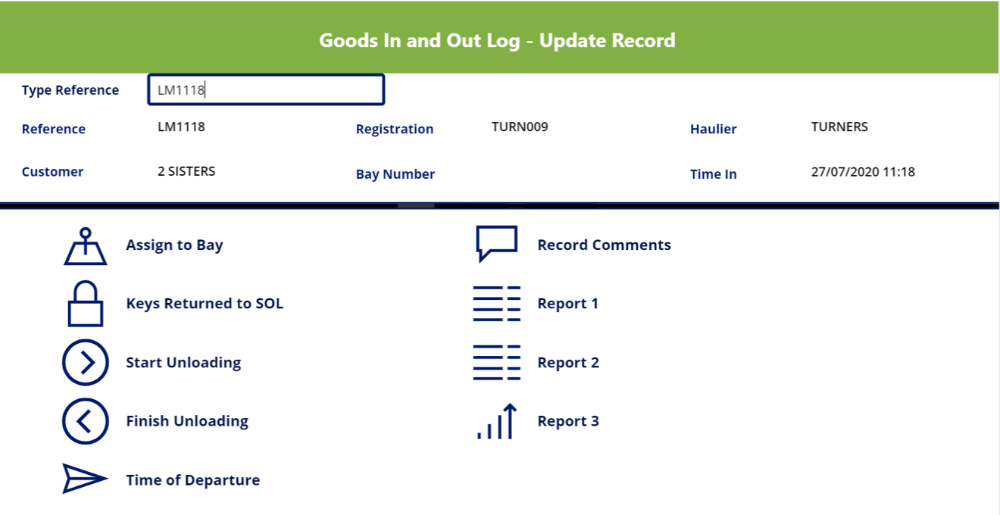 Goods In and Out Log - Update Record
Type Reference LM1118
Reference LM1118 Registration TURN009 Haulier TURNERS
Customer 2 SISTERS Bay Number Time In 27/07/2020 11:18
Assign to Bay Record Comments
Keys Returned to SOL Report 1
Start Unloading Report 2
Finish Unloading Report 3
Time of Departure